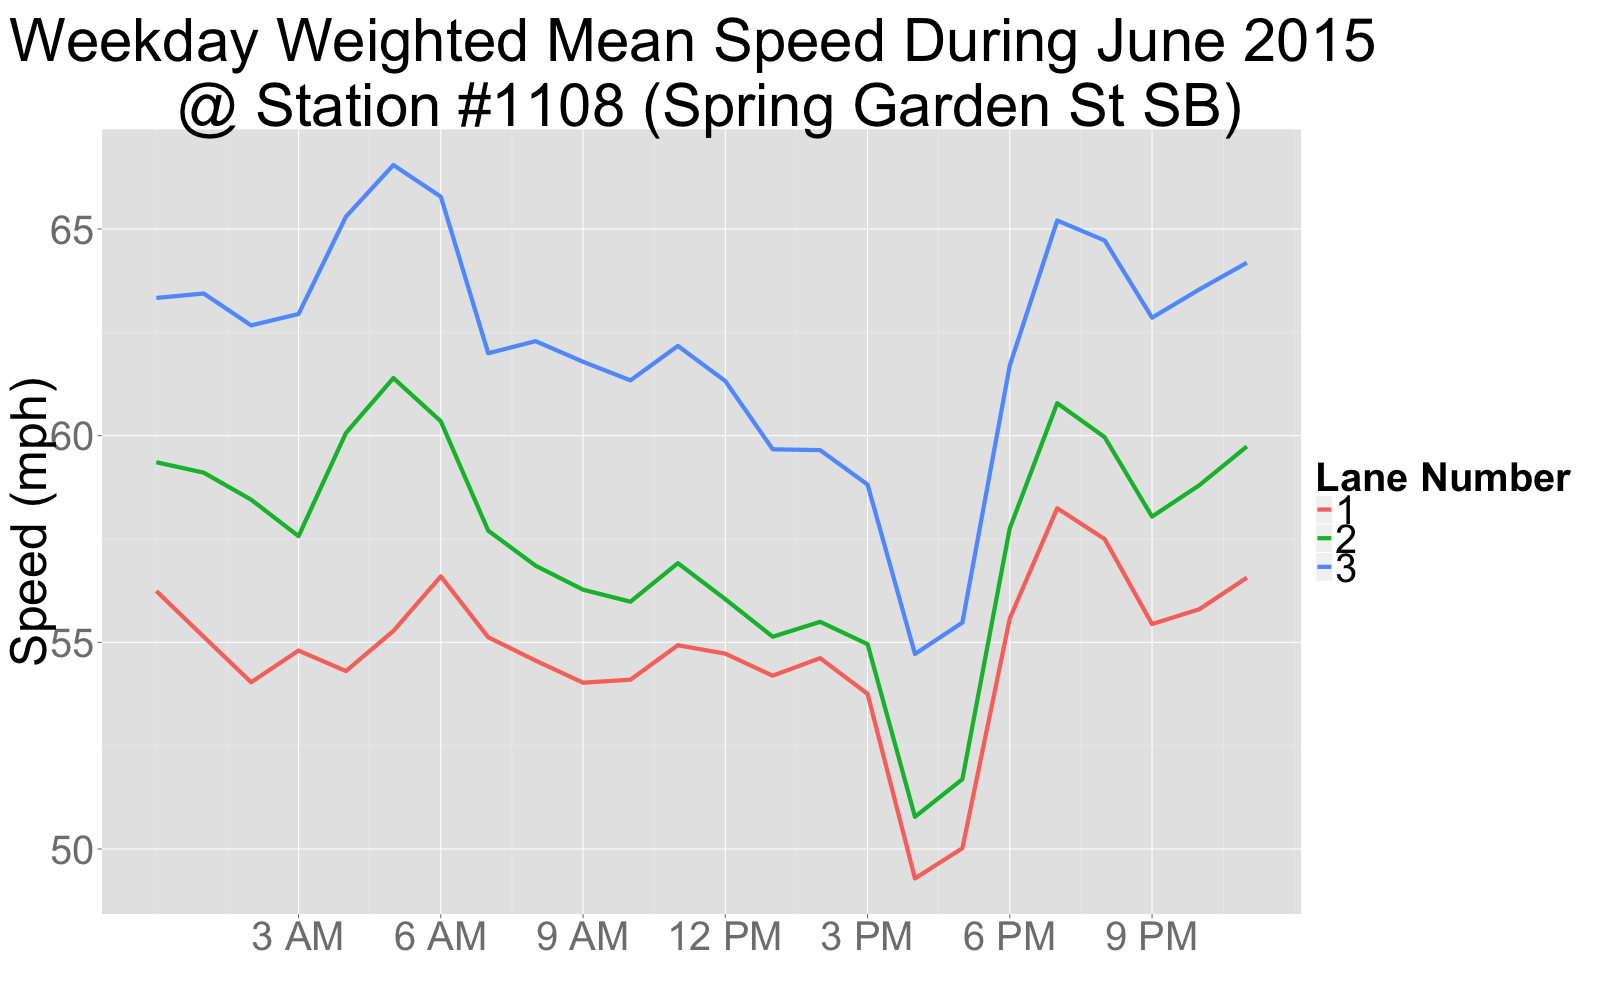 Weekday Weighted Mean Speed During June 2015
@ Station #1108 (Spring Garden St SB)
Speed (mph)
65
60
55
50
3 AM 6 AM 9 AM 12 PM 3 PM 6 PM 9 PM
Lane Number
1
2
3